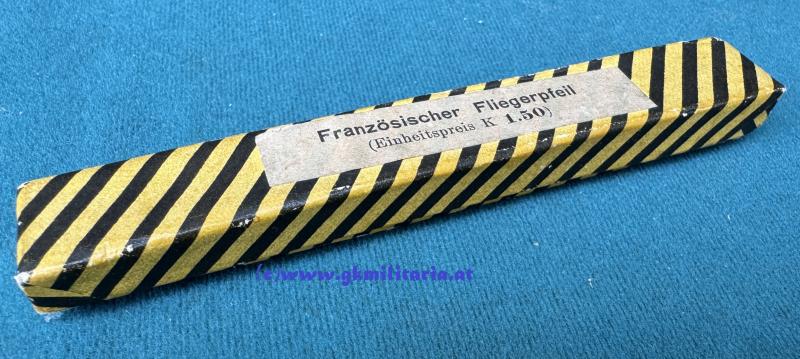 Französischer Fliegerpfeil
(Einheitspreis K 1.50)
(c)www.gkmilitaria.at